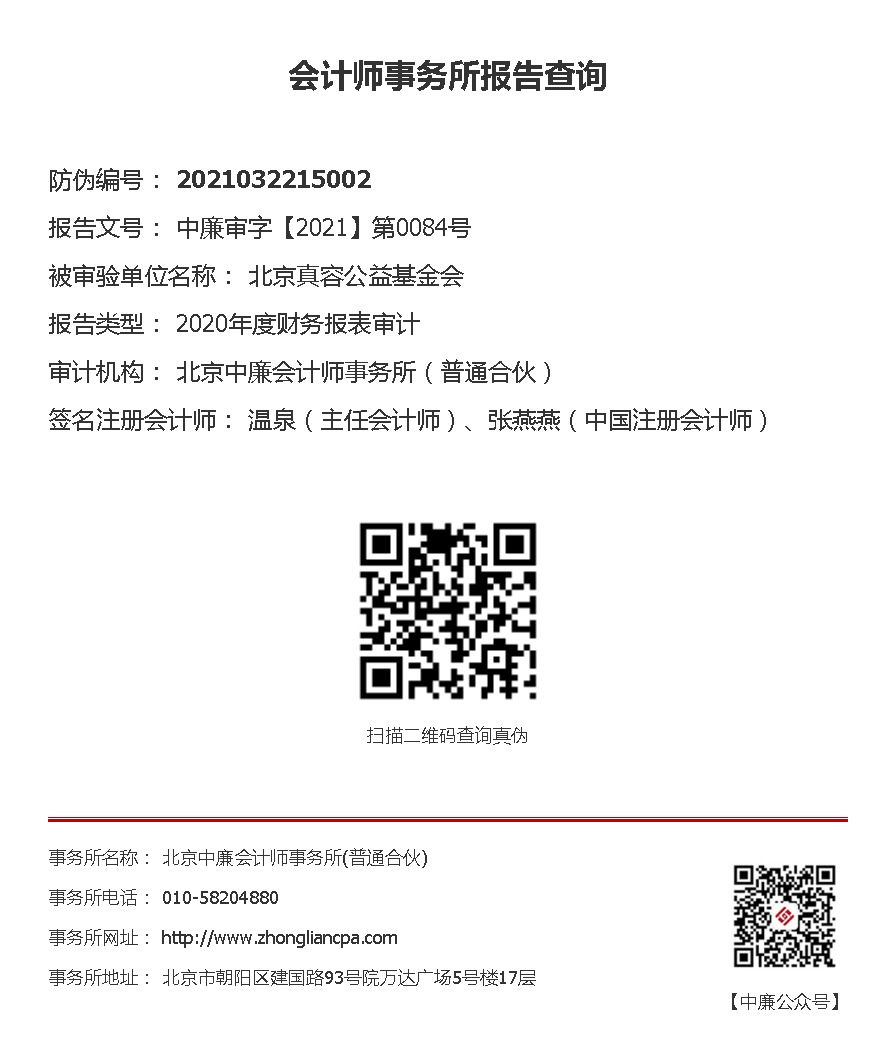 会计师事务所报告查询
防伪编号： 2021032215002
报告文号： 中廉审字【2021】第0084号
被审验单位名称： 北京真容公益基金会
报告类型： 2020年度财务报表审计
审计机构： 北京中廉会计师事务所（普通合伙）
签名注册会计师： 温泉（主任会计师）、张燕燕（中国注册会计师）
扫描二维码查询真伪
事务所名称： 北京中廉会计师事务所(普通合伙)
事务所电话： 010-58204880
事务所网址： http://www.zhongliancpa.com
事务所地址： 北京市朝阳区建国路93号院万达广场5号楼17层
【中廉公众号】